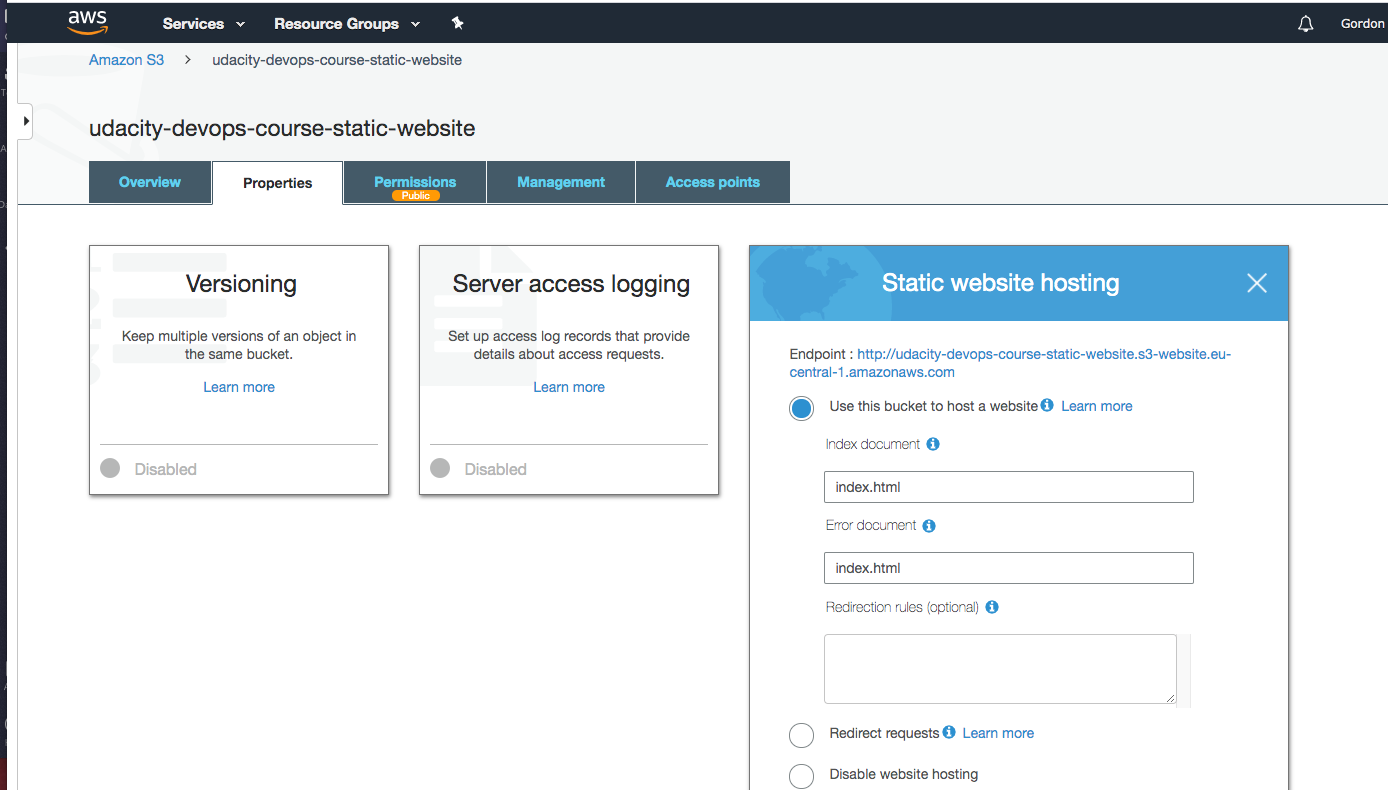 aws Services Resource Groups Gordon
Amazon S3 > udacity-devops-course-static-website
udacity-devops-course-static-website
Overview Properties Permissions Management Access points
Public
Versioning
Keep multiple versions of an object in
the same bucket.
Learn more
Disabled
Server access logging
Set up access log records that provide
details about access requests.
Learn more
Disabled
Static website hosting
Endpoint : http://udacity-devops-course-static-website.s3-website.eu-
central-1.amazonaws.com
Use this bucket to host a website Learn more
Index document
index.html
Error document
index.html
Redirection rules (optional)
Redirect requests Learn more
Disable website hosting